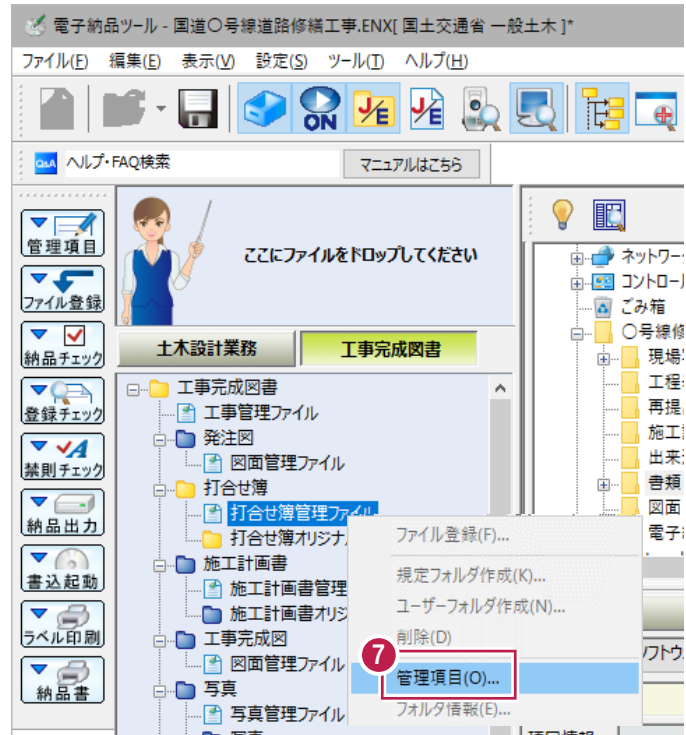 電子納品ツール - 国道〇号線道路修繕工事.ENX[ 国土交通省 一般土木 ]*
ファイル(F) 編集(E) 表示(V) 設定(S) ツール(T) ヘルプ(H)
ON J/E J/E
Q&A ヘルプ・FAQ検索 マニュアルはこちら
管理項目
ファイル登録
納品チェック
登録チェック
禁則チェック
納品出力
書込起動
ラベル印刷
納品書
ここにファイルをドロップしてください
土木設計業務 工事完成図書
工事完成図書
工事管理ファイル
発注図
図面管理ファイル
打合せ簿
打合せ簿管理ファイル
打合せ簿オリジナ
施工計画書
施工計画書管理
施工計画書オリジ
工事完成図
図面管理ファイル
写真
写真管理ファイル
ファイル登録(F)...
規定フォルダ作成(K)...
ユーザーフォルダ作成(N)...
削除(D)
7
管理項目(O)...
フォルダ情報(E)...
ネットワー
コントロール
ごみ箱
〇号線修
現場
工程
再提
施工
出来
書類
図面
電子
ソフトウ